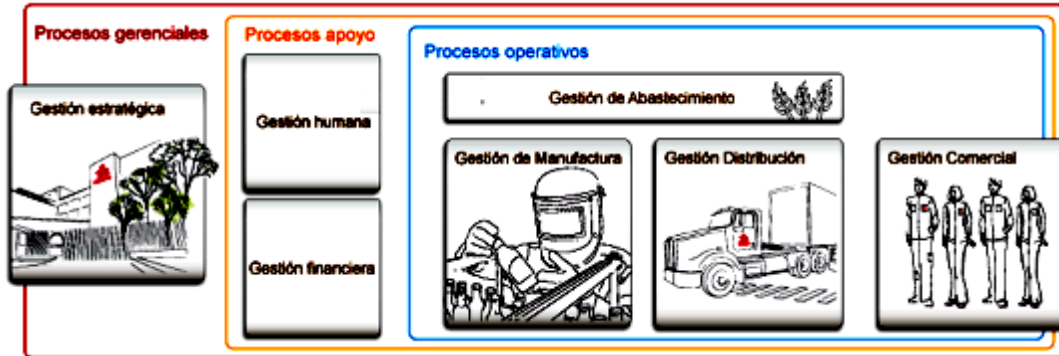 Procesos gerenciales
Procesos apoyo
Procesos operativos
Gestión estratégica
Gestión humana
Gestión financiera
Gestión de Abastecimiento
Gestión de Manufactura
Gestión Distribución
Gestión Comercial